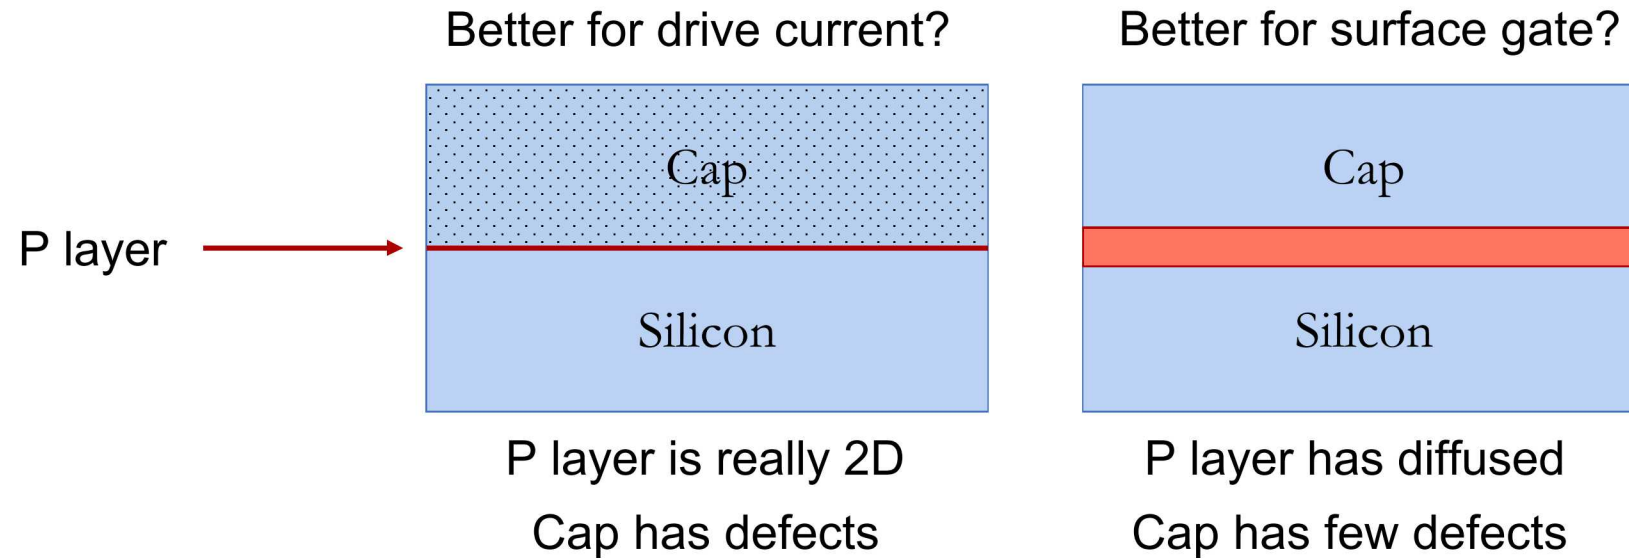 Better for drive current?
Better for surface gate?
Cap
Cap
P layer
Silicon
Silicon
P layer is really 2D
P layer has diffused
Cap has defects
Cap has few defects